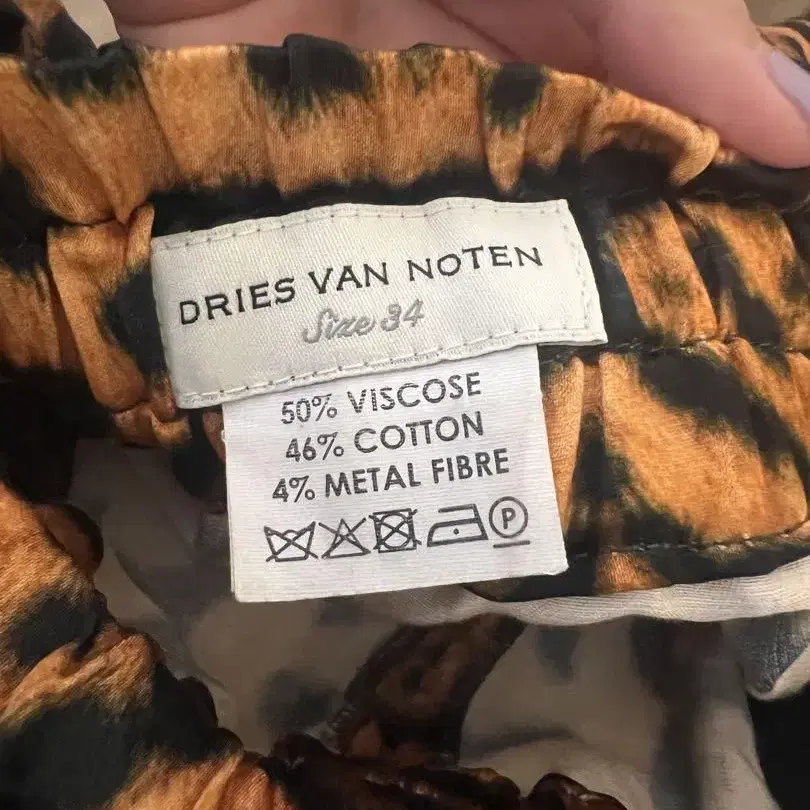 DRIES VAN NOTEN
Size 34
50% VISCOSE
46% COTTON
4% METAL FIBRE
P